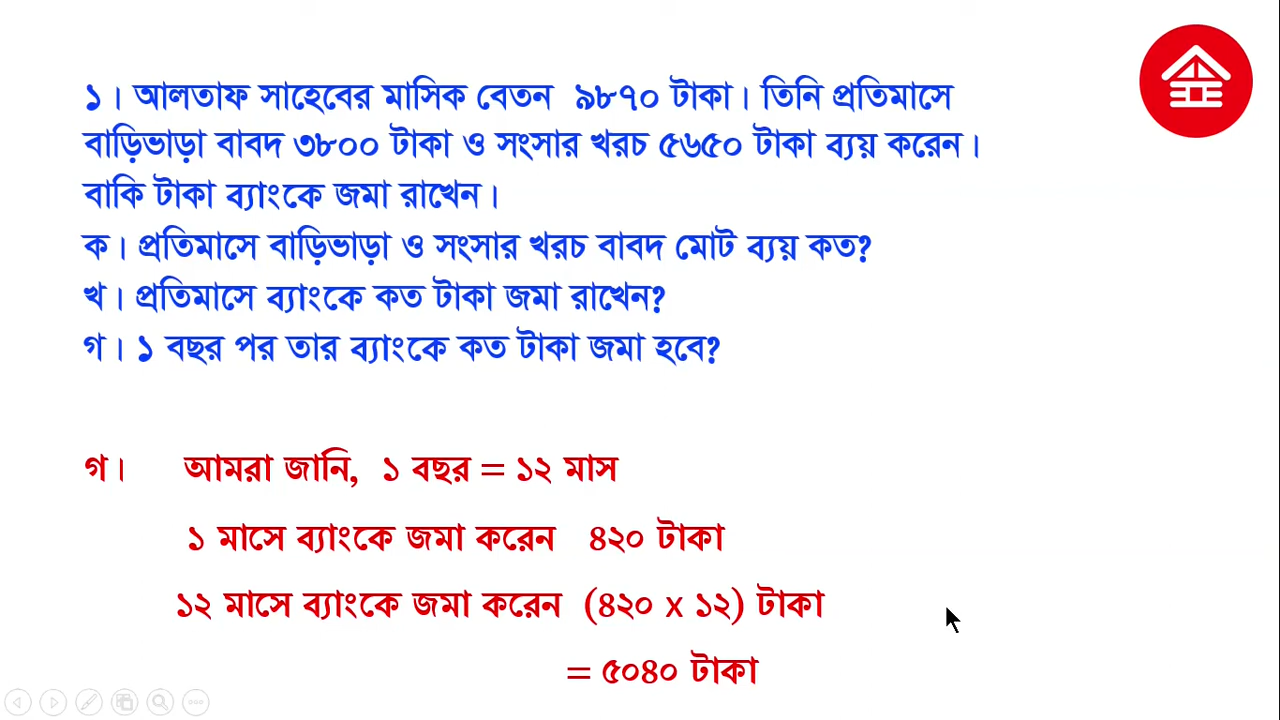 ১। আলতাফ সাহেবের মাসিক বেতন ৯৮৭০ টাকা। তিনি প্রতিমাসে
বাড়িভাড়া বাবদ ৩৮০০ টাকা ও সংসার খরচ ৫৬৫০ টাকা ব্যয় করেন।
বাকি টাকা ব্যাংকে জমা রাখেন।
ক। প্রতিমাসে বাড়িভাড়া ও সংসার খরচ বাবদ মোট ব্যয় কত?
খ। প্রতিমাসে ব্যাংকে কত টাকা জমা রাখেন?
গ। ১ বছর পর তার ব্যাংকে কত টাকা জমা হবে?
গ। আমরা জানি, ১ বছর = ১২ মাস
১ মাসে ব্যাংকে জমা করেন ৪২০ টাকা
১২ মাসে ব্যাংকে জমা করেন (৪২০ x ১২) টাকা
= ৫০৪০ টাকা